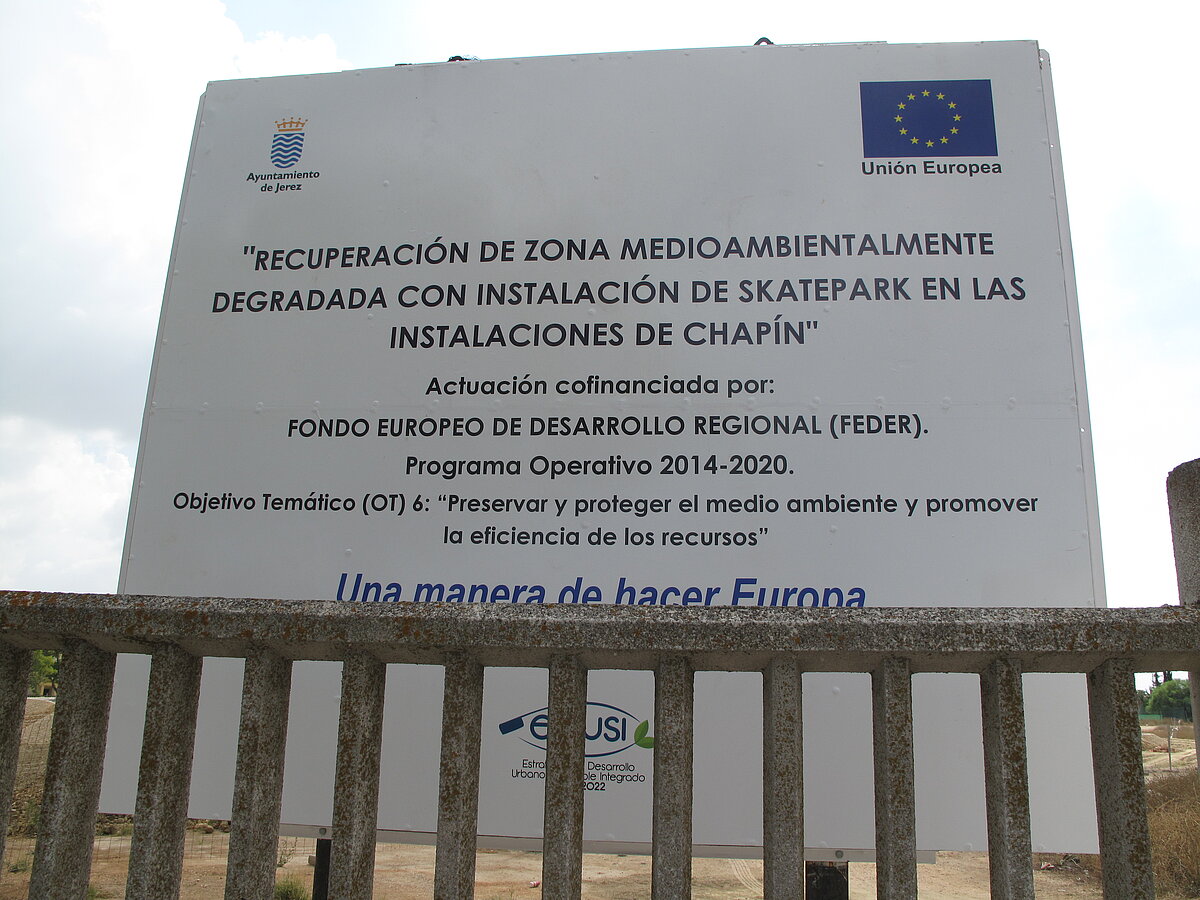 Ayuntamiento
de Jerez
Unión Europea
"RECUPERACIÓN DE ZONA MEDIOAMBIENTALMENTE
DEGRADADA CON INSTALACIÓN DE SKATEPARK EN LAS
INSTALACIONES DE CHAPÍN"
Actuación cofinanciada por:
FONDO EUROPEO DE DESARROLLO REGIONAL (FEDER).
Programa Operativo 2014-2020.
Objetivo Temático (OT) 6: “Preservar y proteger el medio ambiente y promover
la eficiencia de los recursos”
Una manera de hacer Europa
Desarrollo
Integrado